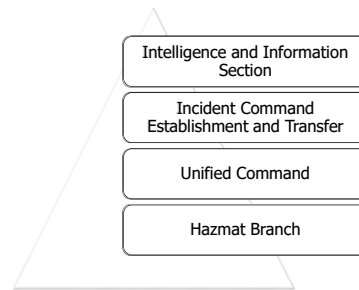 Intelligence and Information
Section
Incident Command
Establishment and Transfer
Unified Command
Hazmat Branch